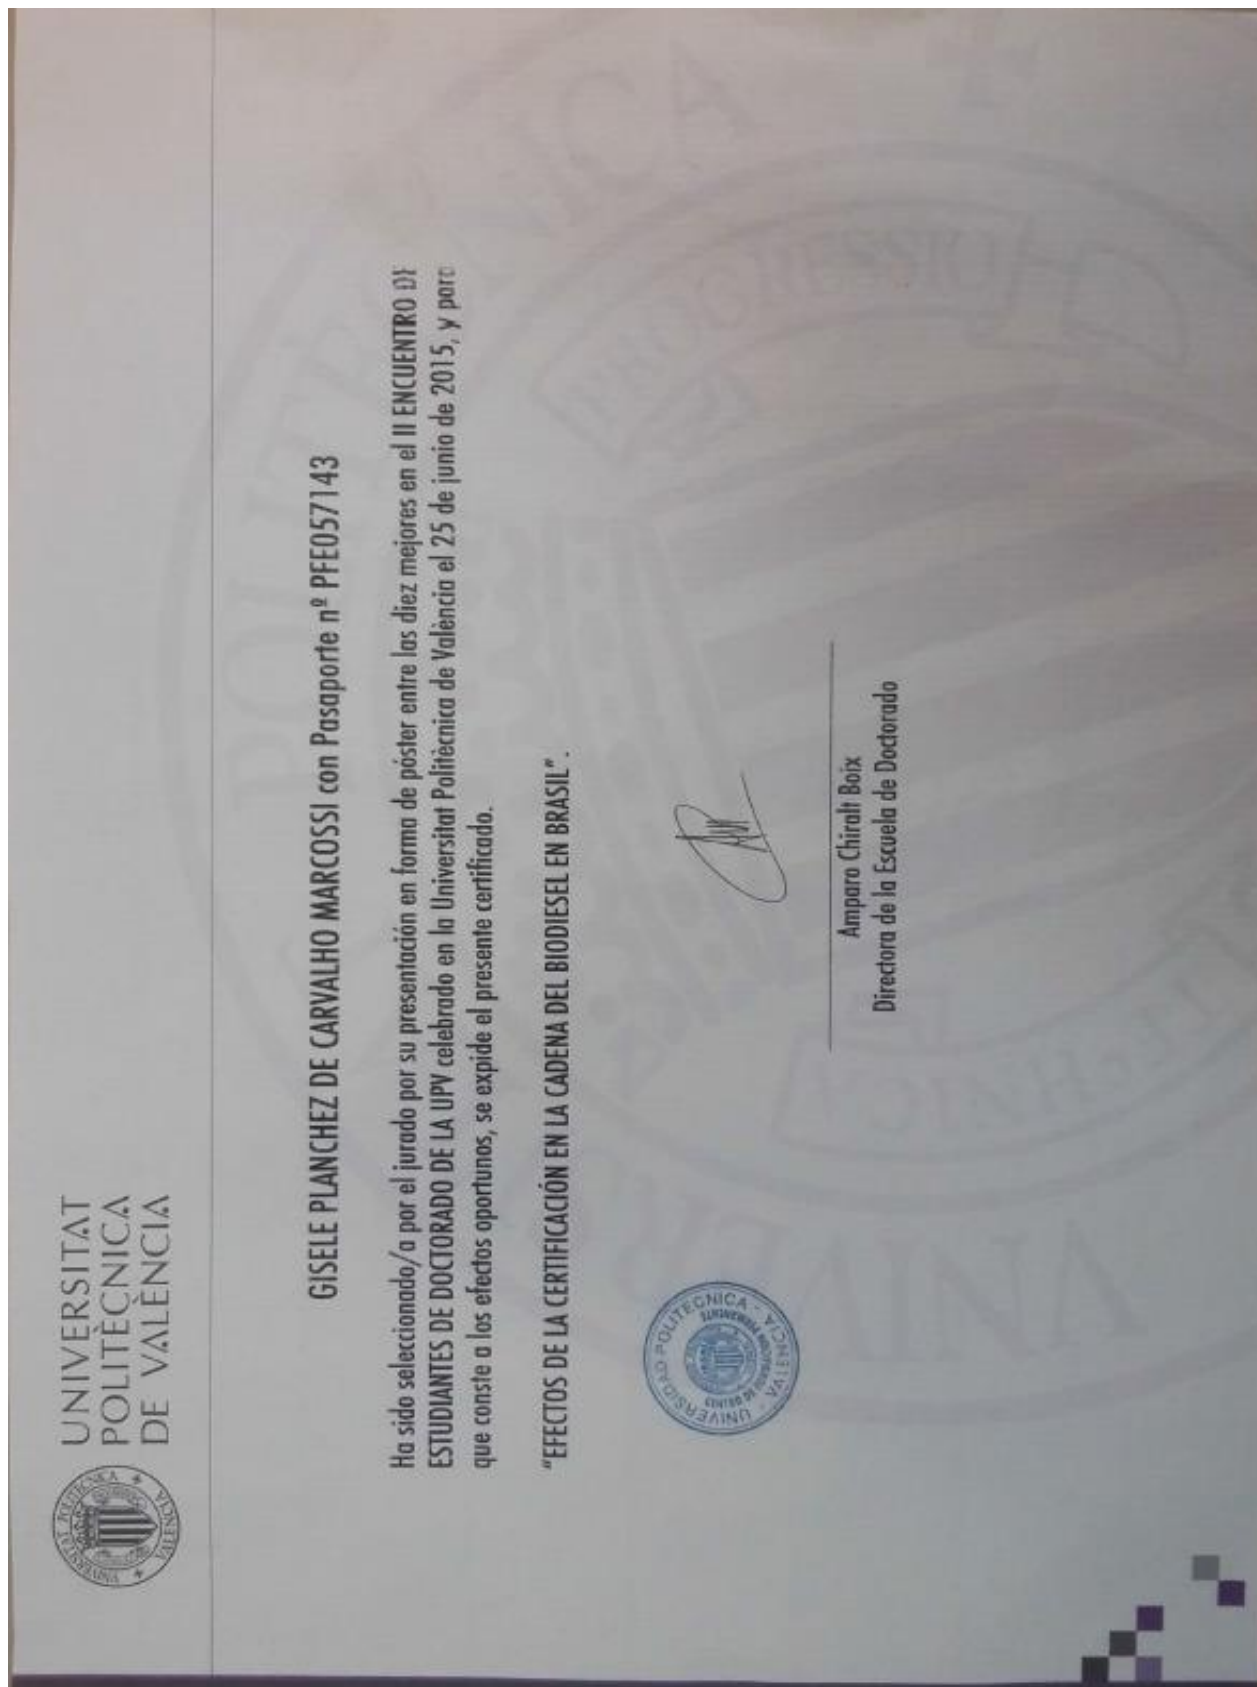 UNIVERSITAT
POLITÈCNICA
DE VALÈNCIA
GISELE PLANCHEZ DE CARVALHO MARCOSSI con Pasaporte nº PFE057143
Ha sido seleccionado/a por el jurado por su presentación en forma de póster entre las diez mejores en el II ENCUENTRO DE
ESTUDIANTES DE DOCTORADO DE LA UPV celebrado en la Universitat Politècnica de València el 25 de junio de 2015, y para
que conste a los efectos oportunos, se expide el presente certificado.
"EFECTOS DE LA CERTIFICACIÓN EN LA CADENA DEL BIODIESEL EN BRASIL".
UNIVERSIDAD POLITECNICA - VALENCIA
Amparo Chiralt Boix
Directora de la Escuela de Doctorado